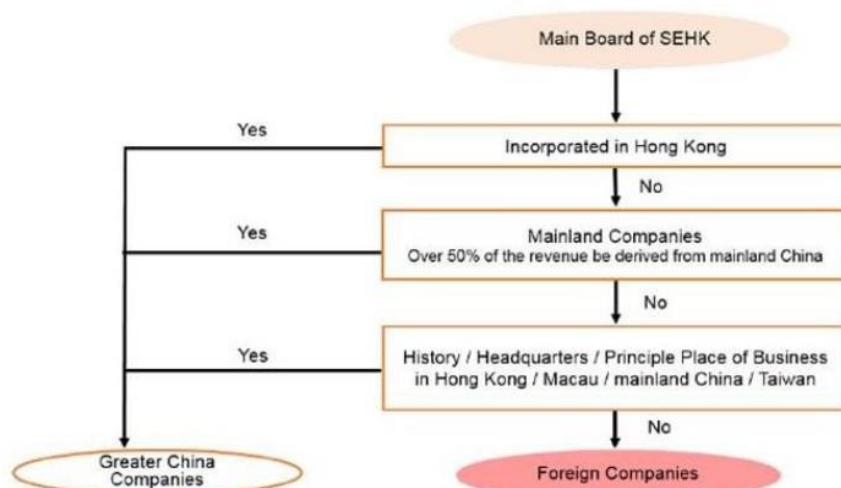 Main Board of SEHK
Yes
Incorporated in Hong Kong
No
Yes
Mainland Companies
Over 50% of the revenue be derived from mainland China
No
Yes
History / Headquarters / Principle Place of Business
in Hong Kong / Macau / mainland China / Taiwan
No
Greater China
Companies
Foreign Companies